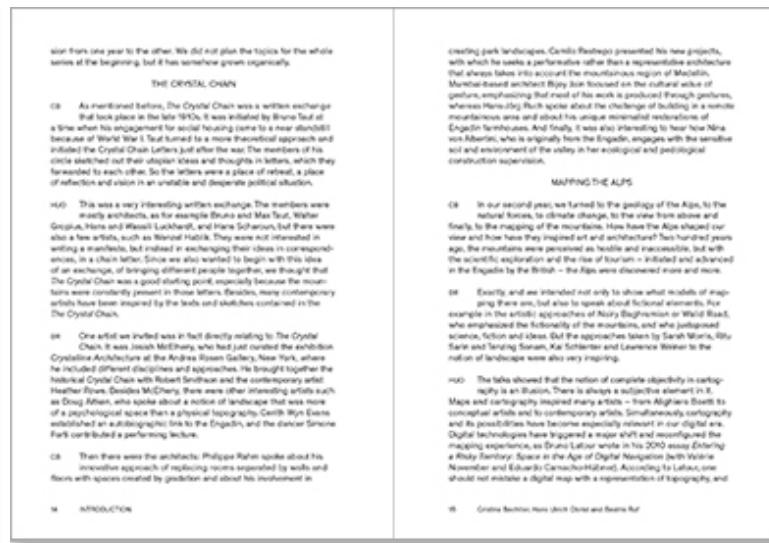 sion from one year to the other. We did not plan the topics for the whole
series at the beginning, but it has somehow grown organically.
THE CRYSTAL CHAIN
CB As mentioned before, The Crystal Chain was a written exchange
that took place in the late 1910s. It was initiated by Bruno Taut at
a time when his engagement for social housing came to a near standstill
because of World War I. Taut turned to a more theoretical approach and
initiated the Crystal Chain Letters just after the war. The members of his
circle sketched out their utopian ideas and thoughts in letters, which they
forwarded to each other. So the letters were a place of retreat, a place
of reflection and vision in an unstable and desperate political situation.
HUO This was a very interesting written exchange. The members were
mostly architects, as for example Bruno and Max Taut, Walter
Gropius, Hans and Wassili Luckhardt, and Hans Scharoun, but there were
also a few artists, such as Wenzel Hablik. They were not interested in
writing a manifesto, but instead in exchanging their ideas in correspond-
ences, in a chain letter. Since we also wanted to begin with this idea
of an exchange, of bringing different people together, we thought that
The Crystal Chain was a good starting point, especially because the moun-
tains were constantly present in those letters. Besides, many contemporary
artists have been inspired by the texts and sketches contained in the
The Crystal Chain.
BR One artist we invited was in fact directly relating to The Crystal
Chain. It was Josiah McElheny, who had just curated the exhibition
Crystalline Architecture at the Andrea Rosen Gallery, New York, where
he included different disciplines and approaches. He brought together the
historical Crystal Chain with Robert Smithson and the contemporary artist
Heather Rowe. Besides McElheny, there were other interesting artists such
as Doug Aitken, who spoke about a notion of landscape that was more
of a psychological space than a physical topography. Cerith Wyn Evans
established an autobiographic link to the Engadin, and the dancer Simone
Forti contributed a performing lecture.
CB Then there were the architects: Philippe Rahm spoke about his
innovative approach of replacing rooms separated by walls and
floors with spaces created by gradation and about his involvement in
14 INTRODUCTION
creating park landscapes. Camilo Restrepo presented his new projects,
with which he seeks a performative rather than a representative architecture
that always takes into account the mountainous region of Medellín.
Mumbai-based architect Bijoy Jain focused on the cultural value of
gesture, emphasizing that most of his work is produced through gestures,
whereas Hans-Jörg Ruch spoke about the challenge of building in a remote
mountainous area and about his unique minimalist restorations of
Engadin farmhouses. And finally, it was also interesting to hear how Nina
von Albertini, who is originally from the Engadin, engages with the sensitive
soil and environment of the valley in her ecological and pedological
construction supervision.
MAPPING THE ALPS
CB In our second year, we turned to the geology of the Alps, to the
natural forces, to climate change, to the view from above and
finally, to the mapping of the mountains. How have the Alps shaped our
view and how have they inspired art and architecture? Two hundred years
ago, the mountains were perceived as hostile and inaccessible, but with
the scientific exploration and the rise of tourism – initiated and advanced
in the Engadin by the British – the Alps were discovered more and more.
BR Exactly, and we intended not only to show what models of map-
ping there are, but also to speak about fictional elements. For
example in the artistic approaches of Nairy Baghramian or Walid Raad,
who emphasized the fictionality of the mountains, and who juxtaposed
science, fiction and ideas. But the approaches taken by Sarah Morris, Ritu
Sarin and Tenzing Sonam, Kai Schlenter and Lawrence Weiner to the
notion of landscape were also very inspiring.
HUO The talks showed that the notion of complete objectivity in cartog-
raphy is an illusion. There is always a subjective element in it.
Maps and cartography inspired many artists – from Alighiero Boetti to
conceptual artists and to contemporary artists. Simultaneously, cartography
and its possibilities have become especially relevant in our digital era.
Digital technologies have triggered a major shift and reconfigured the
mapping experience, as Bruno Latour wrote in his 2010 essay Entering
a Risky Territory: Space in the Age of Digital Navigation (with Valérie
November and Eduardo Camacho-Hübner). According to Latour, one
should not mistake a digital map with a representation of topography, and
15 Cristina Bechtler, Hans Ulrich Obrist and Beatrix Ruf